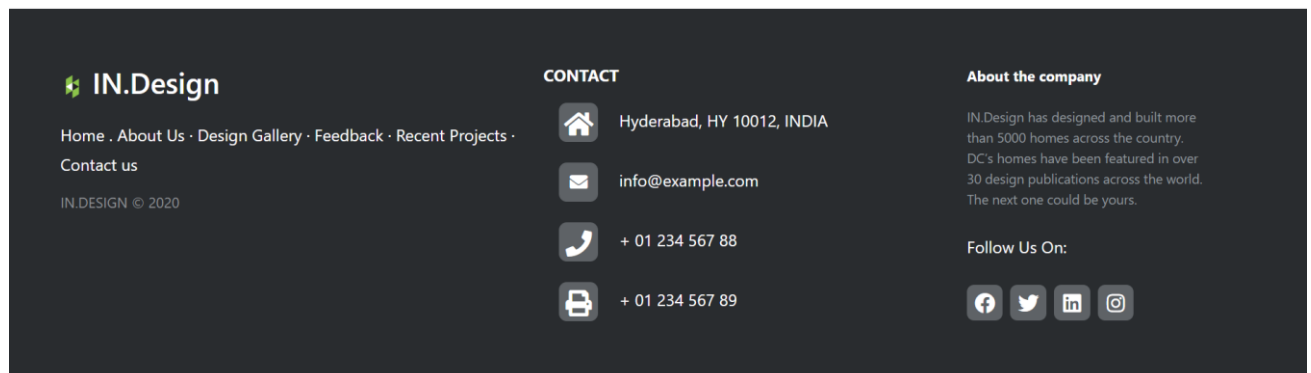 IN.Design
Home . About Us · Design Gallery · Feedback · Recent Projects ·
Contact us
IN.DESIGN © 2020
CONTACT
Hyderabad, HY 10012, INDIA
info@example.com
+ 01 234 567 88
+ 01 234 567 89
About the company
IN.Design has designed and built more
than 5000 homes across the country.
DC's homes have been featured in over
30 design publications across the world.
The next one could be yours.
Follow Us On: